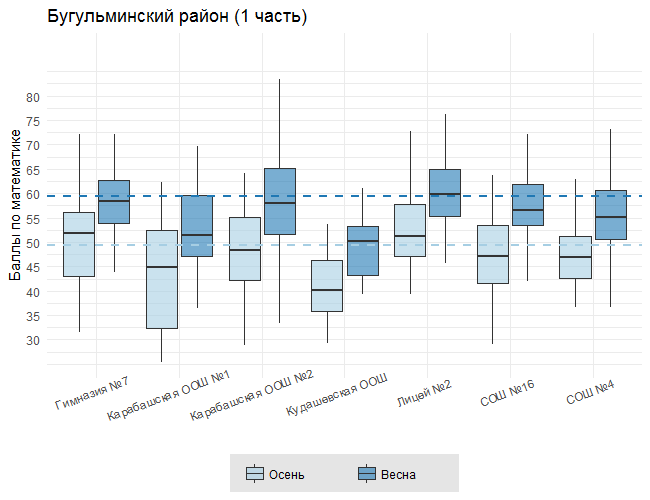 Бугульминский район (1 часть)
Баллы по математике
80
75
70
65
60
55
50
45
40
35
30
Гимназия №7
Карабашская ООШ №1
Карабашская ООШ №2
Кудашевская ООШ
Лицей №2
СОШ №16
СОШ №4
Осень
Весна